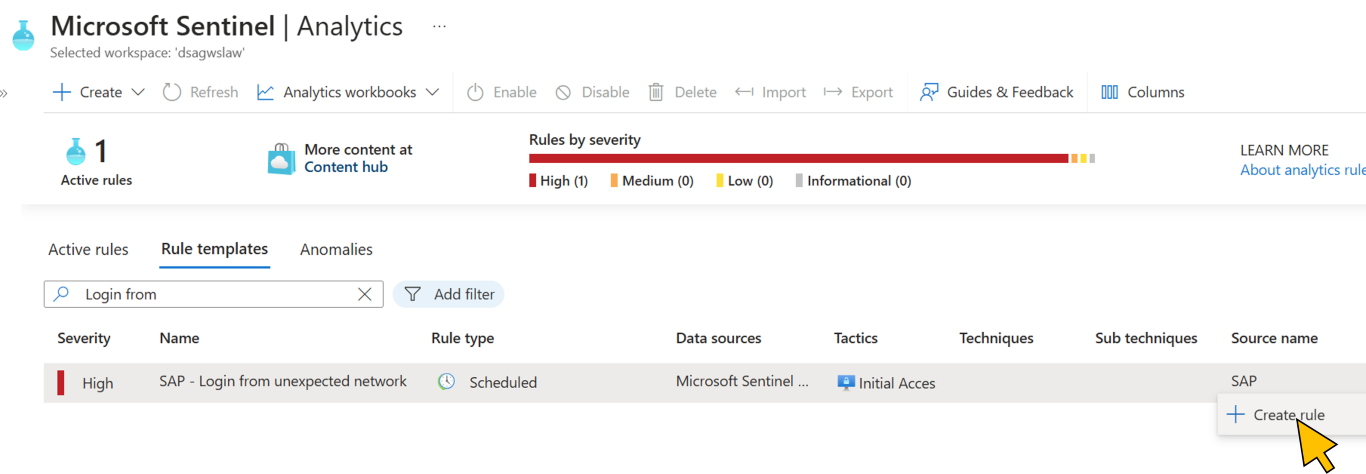 Microsoft Sentinel | Analytics ...
Selected workspace: 'dsagwslaw'
» + Create Refresh Analytics workbooks Enable Disable Delete Import Export Guides & Feedback Columns
1
Active rules
More content at
Content hub
Rules by severity
High (1) Medium (0) Low (0) Informational (0)
LEARN MORE
About analytics rule
Active rules Rule templates Anomalies
Login from Add filter
Severity Name Rule type Data sources Tactics Techniques Sub techniques Source name
High SAP - Login from unexpected network Scheduled Microsoft Sentinel ... Initial Acces SAP
+ Create rule